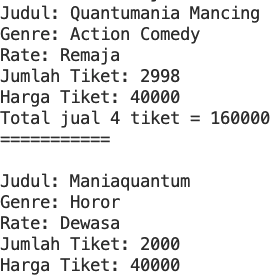 Judul: Quantumania Mancing
Genre: Action Comedy
Rate: Remaja
Jumlah Tiket: 2998
Harga Tiket: 40000
Total jual 4 tiket = 160000
===========
Judul: Maniaquantum
Genre: Horor
Rate: Dewasa
Jumlah Tiket: 2000
Harga Tiket: 40000